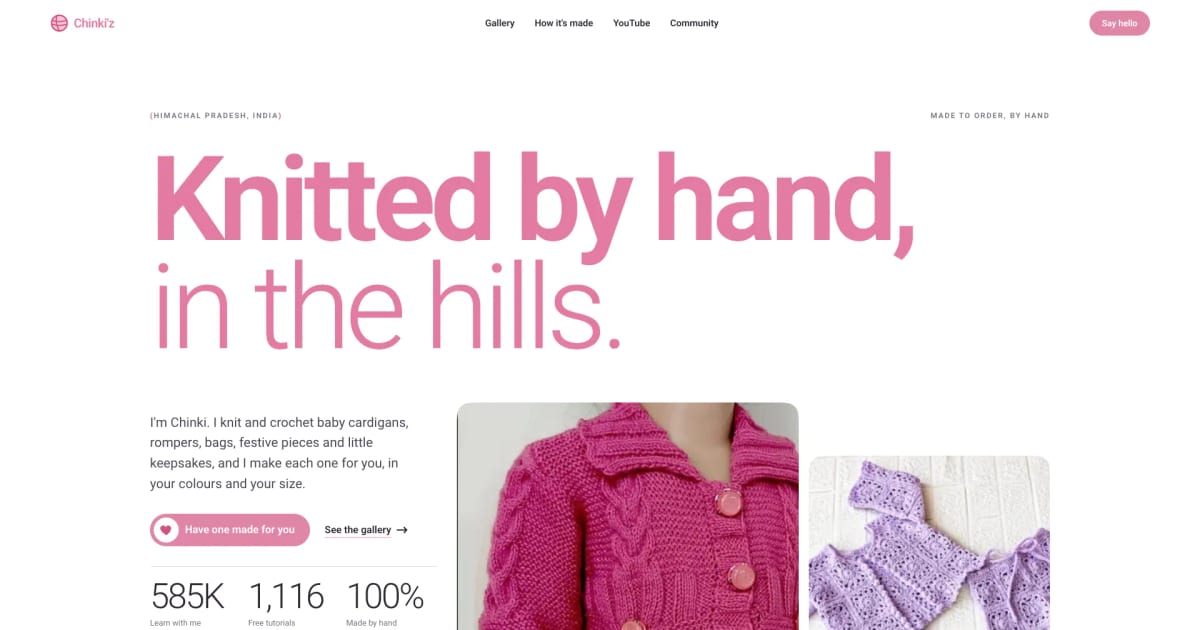 Chinki'z
Gallery
How it's made
YouTube
Community
Say hello
(HIMACHAL PRADESH, INDIA)
MADE TO ORDER, BY HAND
Knitted by hand,
in the hills.
I'm Chinki. I knit and crochet baby cardigans,
rompers, bags, festive pieces and little
keepsakes, and I make each one for you, in
your colours and your size.
Have one made for you
See the gallery →
585K
1,116
100%
Learn with me
Free tutorials
Made by hand